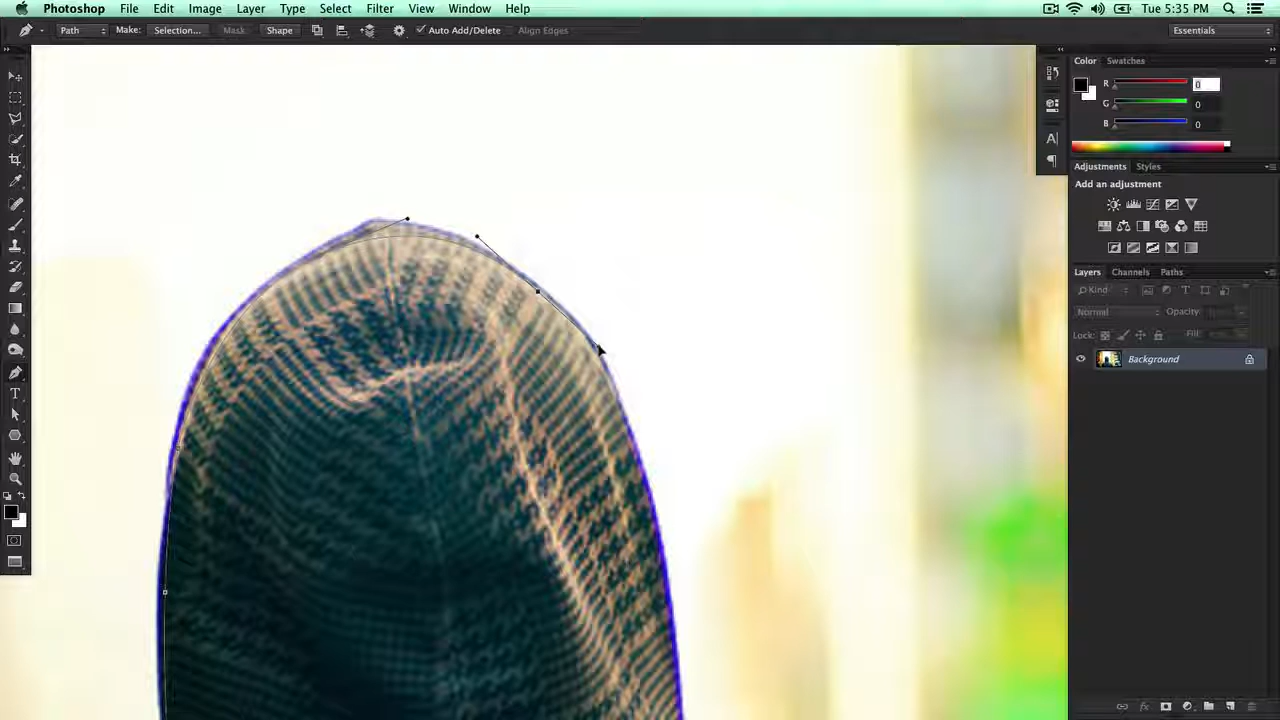 Photoshop File Edit Image Layer Type Select Filter View Window Help Tue 5:35 PM
Path Make: Selection... Mask Shape Auto Add/Delete Align Edges Essentials
Color Swatches
R 0
G 0
B 0
Adjustments Styles
Add an adjustment
Layers Channels Paths
Kind
Normal Opacity
Lock: Fill:
Background